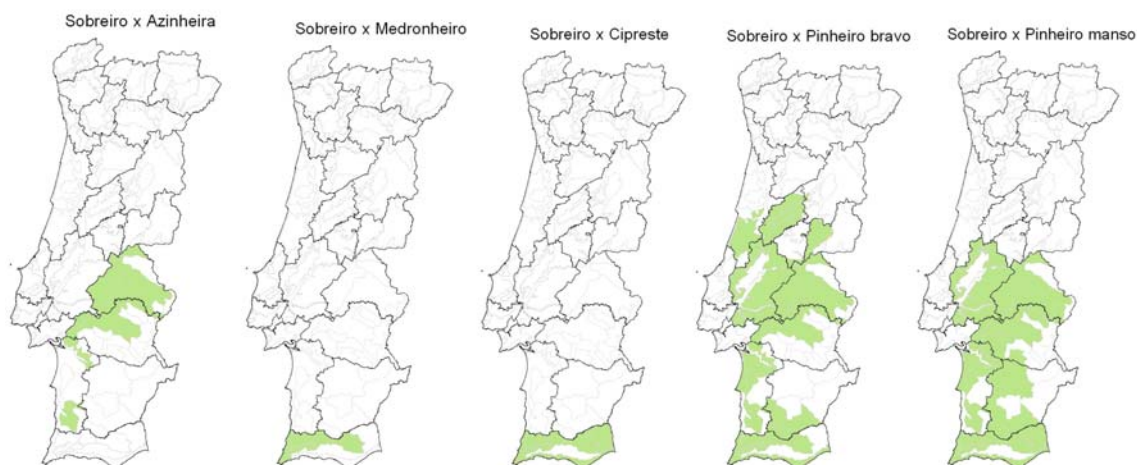 Sobreiro x Azinheira
Sobreiro x Medronheiro
Sobreiro x Cipreste
Sobreiro x Pinheiro bravo
Sobreiro x Pinheiro manso